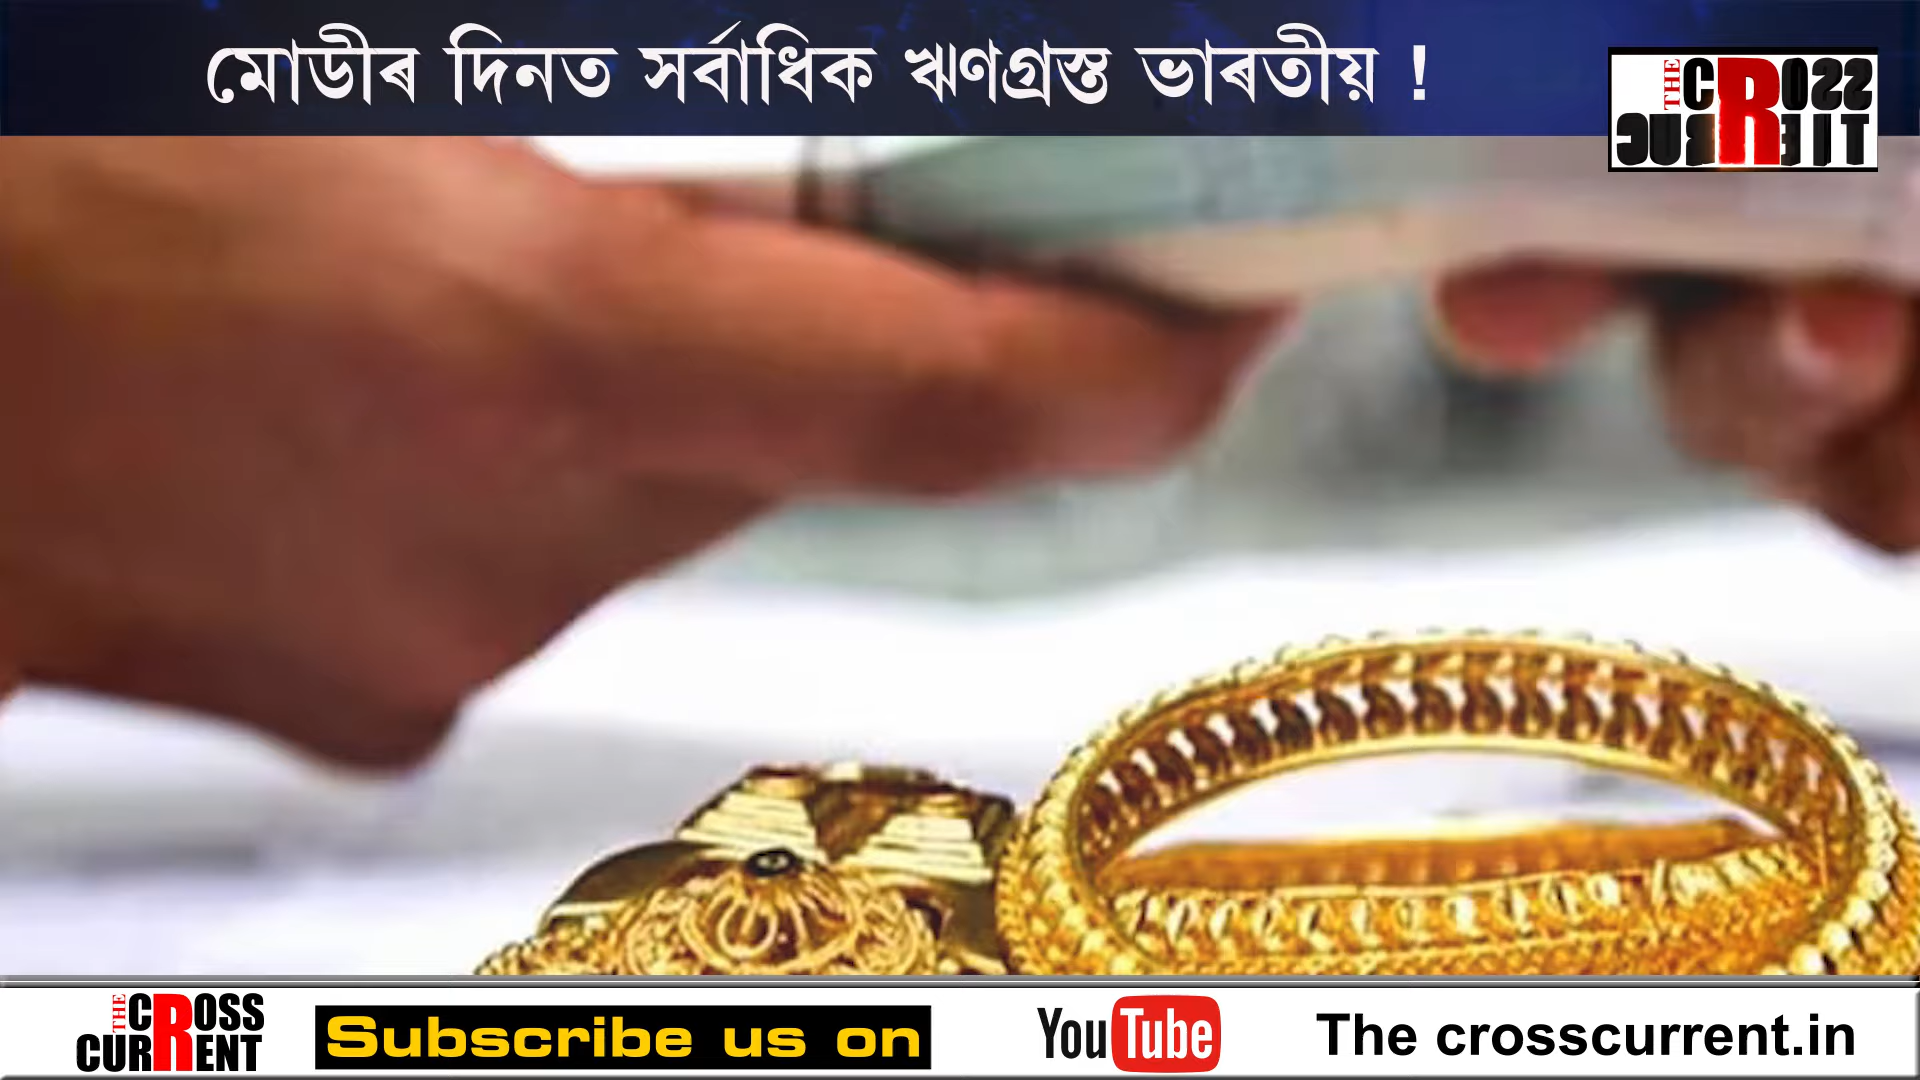 মোডীৰ দিনত সৰ্বাধিক ঋণগ্ৰস্ত ভাৰতীয় !
THE CROSS
CURRENT
THE CROSS
CURRENT
Subscribe us on
YouTube
The crosscurrent.in